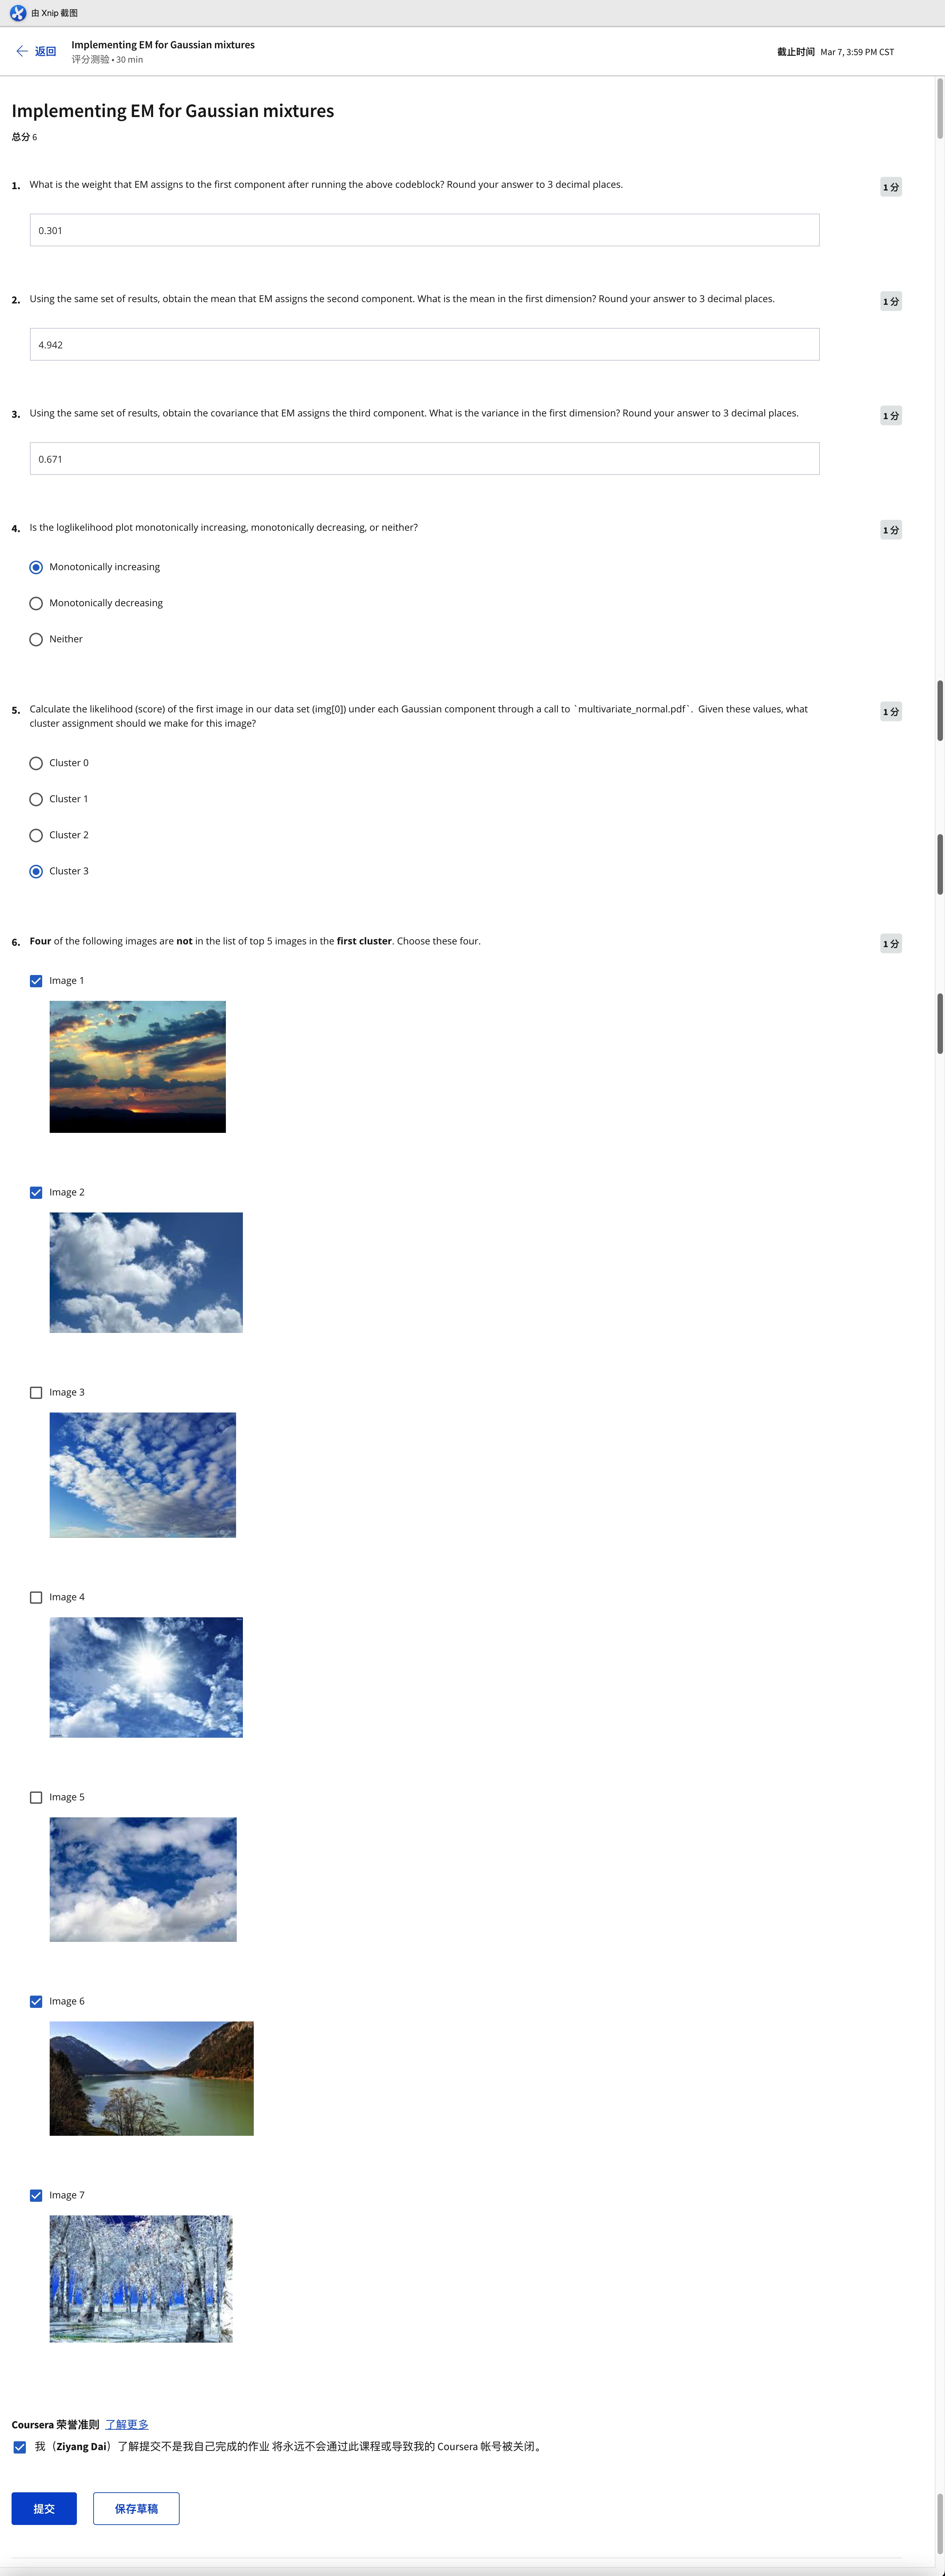 由 Xnip 截图
返回
Implementing EM for Gaussian mixtures
评分测验 • 30 min
截止时间 Mar 7, 3:59 PM CST
Implementing EM for Gaussian mixtures
总分 6
1. What is the weight that EM assigns to the first component after running the above codeblock? Round your answer to 3 decimal places.
1 分
0.301
2. Using the same set of results, obtain the mean that EM assigns the second component. What is the mean in the first dimension? Round your answer to 3 decimal places.
1 分
4.942
3. Using the same set of results, obtain the covariance that EM assigns the third component. What is the variance in the first dimension? Round your answer to 3 decimal places.
1 分
0.671
4. Is the loglikelihood plot monotonically increasing, monotonically decreasing, or neither?
1 分
Monotonically increasing
Monotonically decreasing
Neither
5. Calculate the likelihood (score) of the first image in our data set (img[0]) under each Gaussian component through a call to `multivariate_normal.pdf`. Given these values, what
cluster assignment should we make for this image?
1 分
Cluster 0
Cluster 1
Cluster 2
Cluster 3
6. Four of the following images are not in the list of top 5 images in the first cluster. Choose these four.
1 分
Image 1
Image 2
Image 3
Image 4
Image 5
Image 6
Image 7
Coursera 荣誉准则 了解更多
我（Ziyang Dai）了解提交不是我自己完成的作业 将永远不会通过此课程或导致我的 Coursera 帐号被关闭。
提交
保存草稿